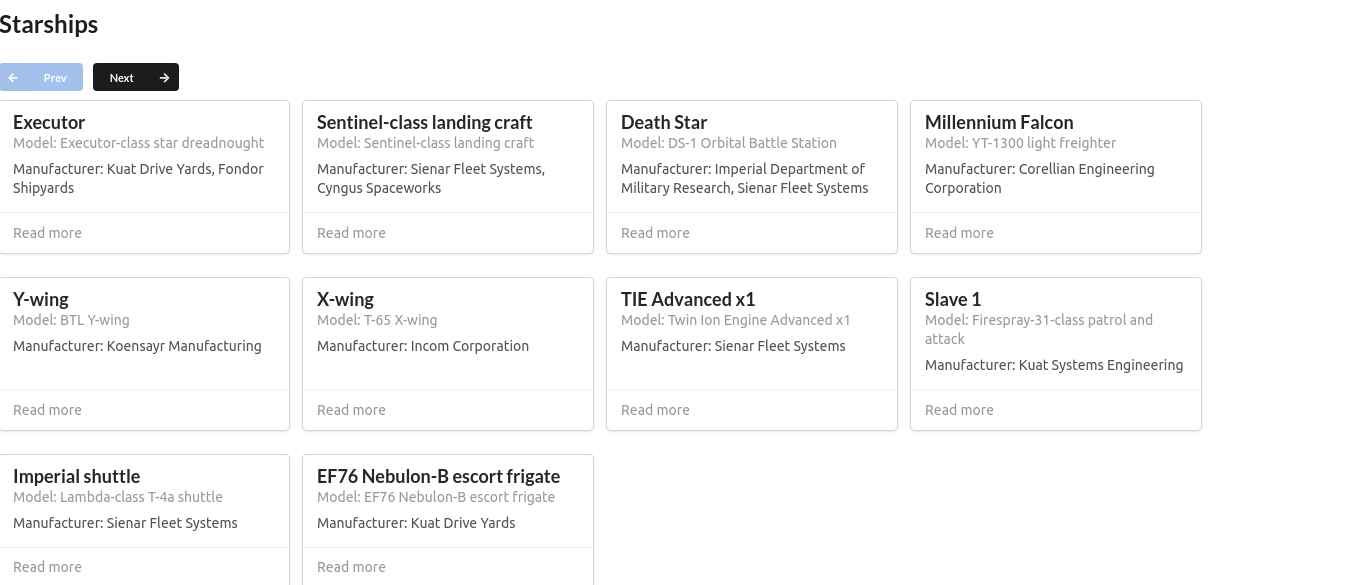 Starships
Prev
Next
Executor
Model: Executor-class star dreadnought
Manufacturer: Kuat Drive Yards, Fondor
Shipyards
Read more
Sentinel-class landing craft
Model: Sentinel-class landing craft
Manufacturer: Sienar Fleet Systems,
Cyngus Spaceworks
Read more
Death Star
Model: DS-1 Orbital Battle Station
Manufacturer: Imperial Department of
Military Research, Sienar Fleet Systems
Read more
Millennium Falcon
Model: YT-1300 light freighter
Manufacturer: Corellian Engineering
Corporation
Read more
Y-wing
Model: BTL Y-wing
Manufacturer: Koensayr Manufacturing
Read more
X-wing
Model: T-65 X-wing
Manufacturer: Incom Corporation
Read more
TIE Advanced x1
Model: Twin Ion Engine Advanced x1
Manufacturer: Sienar Fleet Systems
Read more
Slave 1
Model: Firespray-31-class patrol and
attack
Manufacturer: Kuat Systems Engineering
Read more
Imperial shuttle
Model: Lambda-class T-4a shuttle
Manufacturer: Sienar Fleet Systems
Read more
EF76 Nebulon-B escort frigate
Model: EF76 Nebulon-B escort frigate
Manufacturer: Kuat Drive Yards
Read more